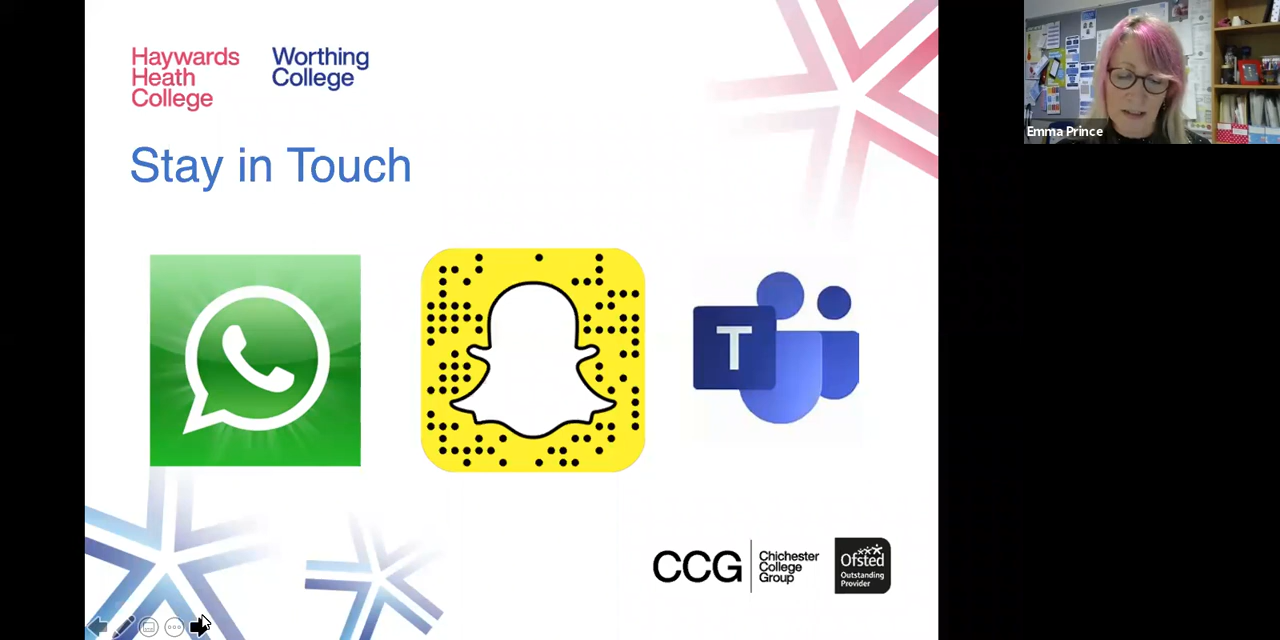 Haywards
Heath
College
Worthing
College
Stay in Touch
T
CCG
Chichester
College
Group
Ofsted
Outstanding
Provider
Emma Prince